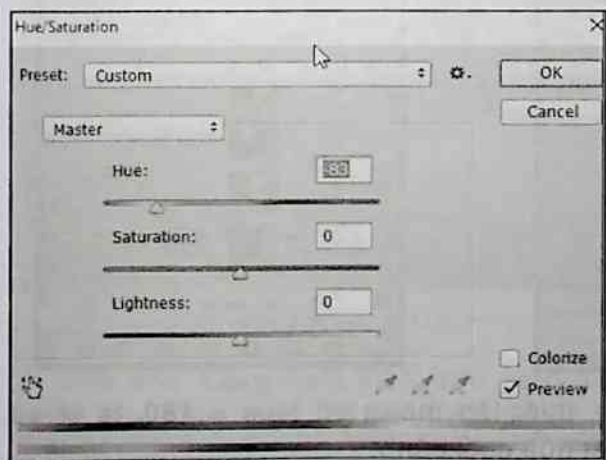 Hue/Saturation
Preset: Custom
OK
Cancel
Master
Hue:
Saturation: 0
Lightness: 0
Colorize
Preview